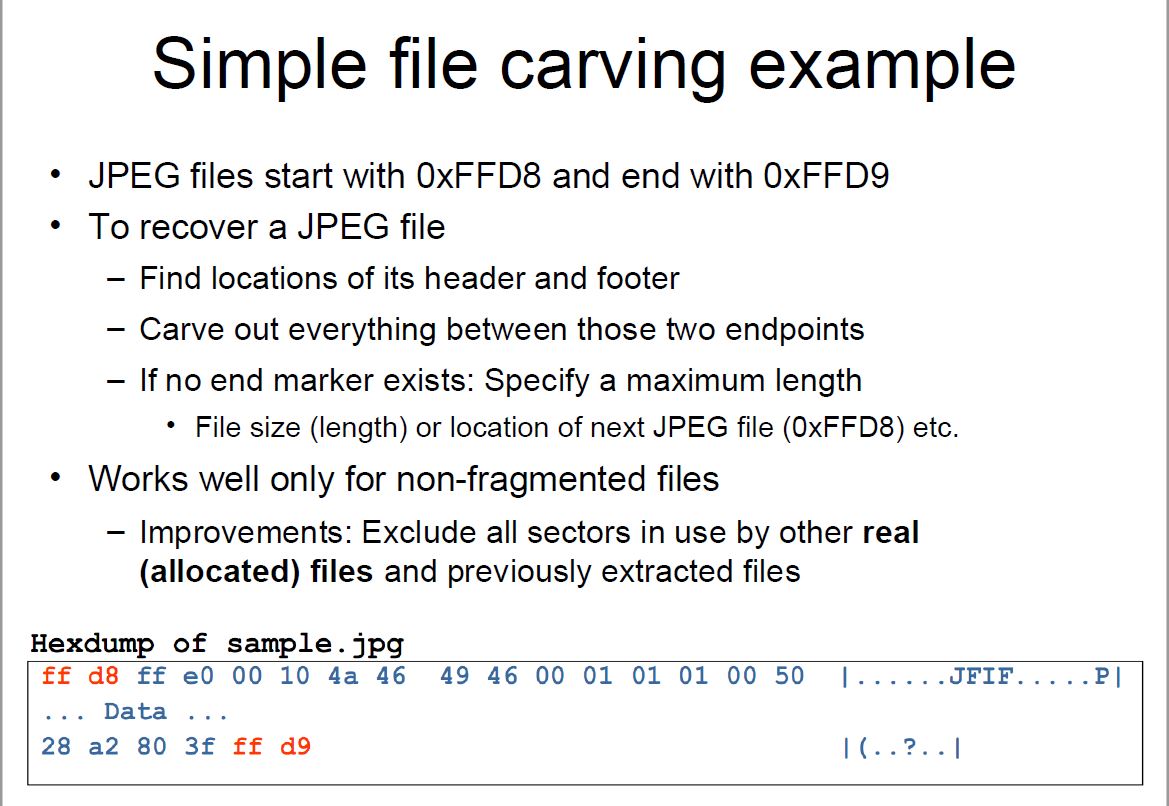 Simple file carving example
• JPEG files start with 0xFFD8 and end with 0xFFD9
• To recover a JPEG file
– Find locations of its header and footer
– Carve out everything between those two endpoints
– If no end marker exists: Specify a maximum length
• File size (length) or location of next JPEG file (0xFFD8) etc.
• Works well only for non-fragmented files
– Improvements: Exclude all sectors in use by other real
(allocated) files and previously extracted files
Hexdump of sample.jpg
ff d8 ff e0 00 10 4a 46  49 46 00 01 01 01 00 50  |......JFIF.....P|
... Data ...
28 a2 80 3f ff d9  |(..?..|